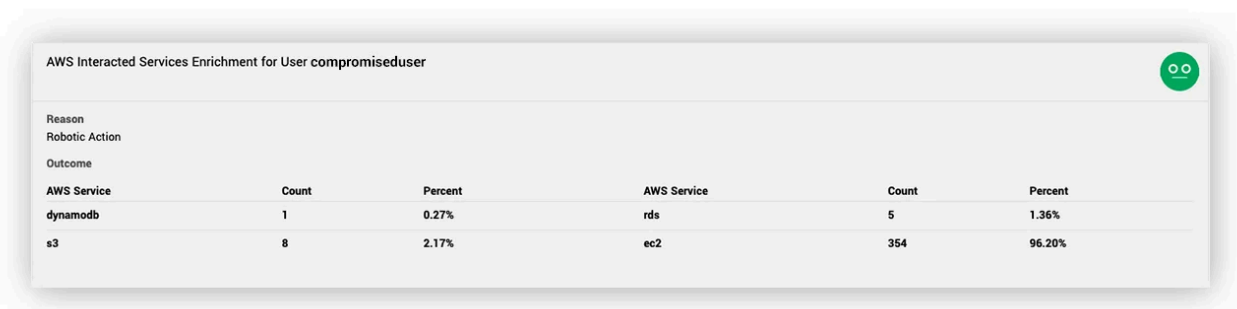 AWS Interacted Services Enrichment for User compromiseduser
Reason
Robotic Action
Outcome
AWS Service Count Percent AWS Service Count Percent
dynamodb 1 0.27% rds 5 1.36%
s3 8 2.17% ec2 354 96.20%